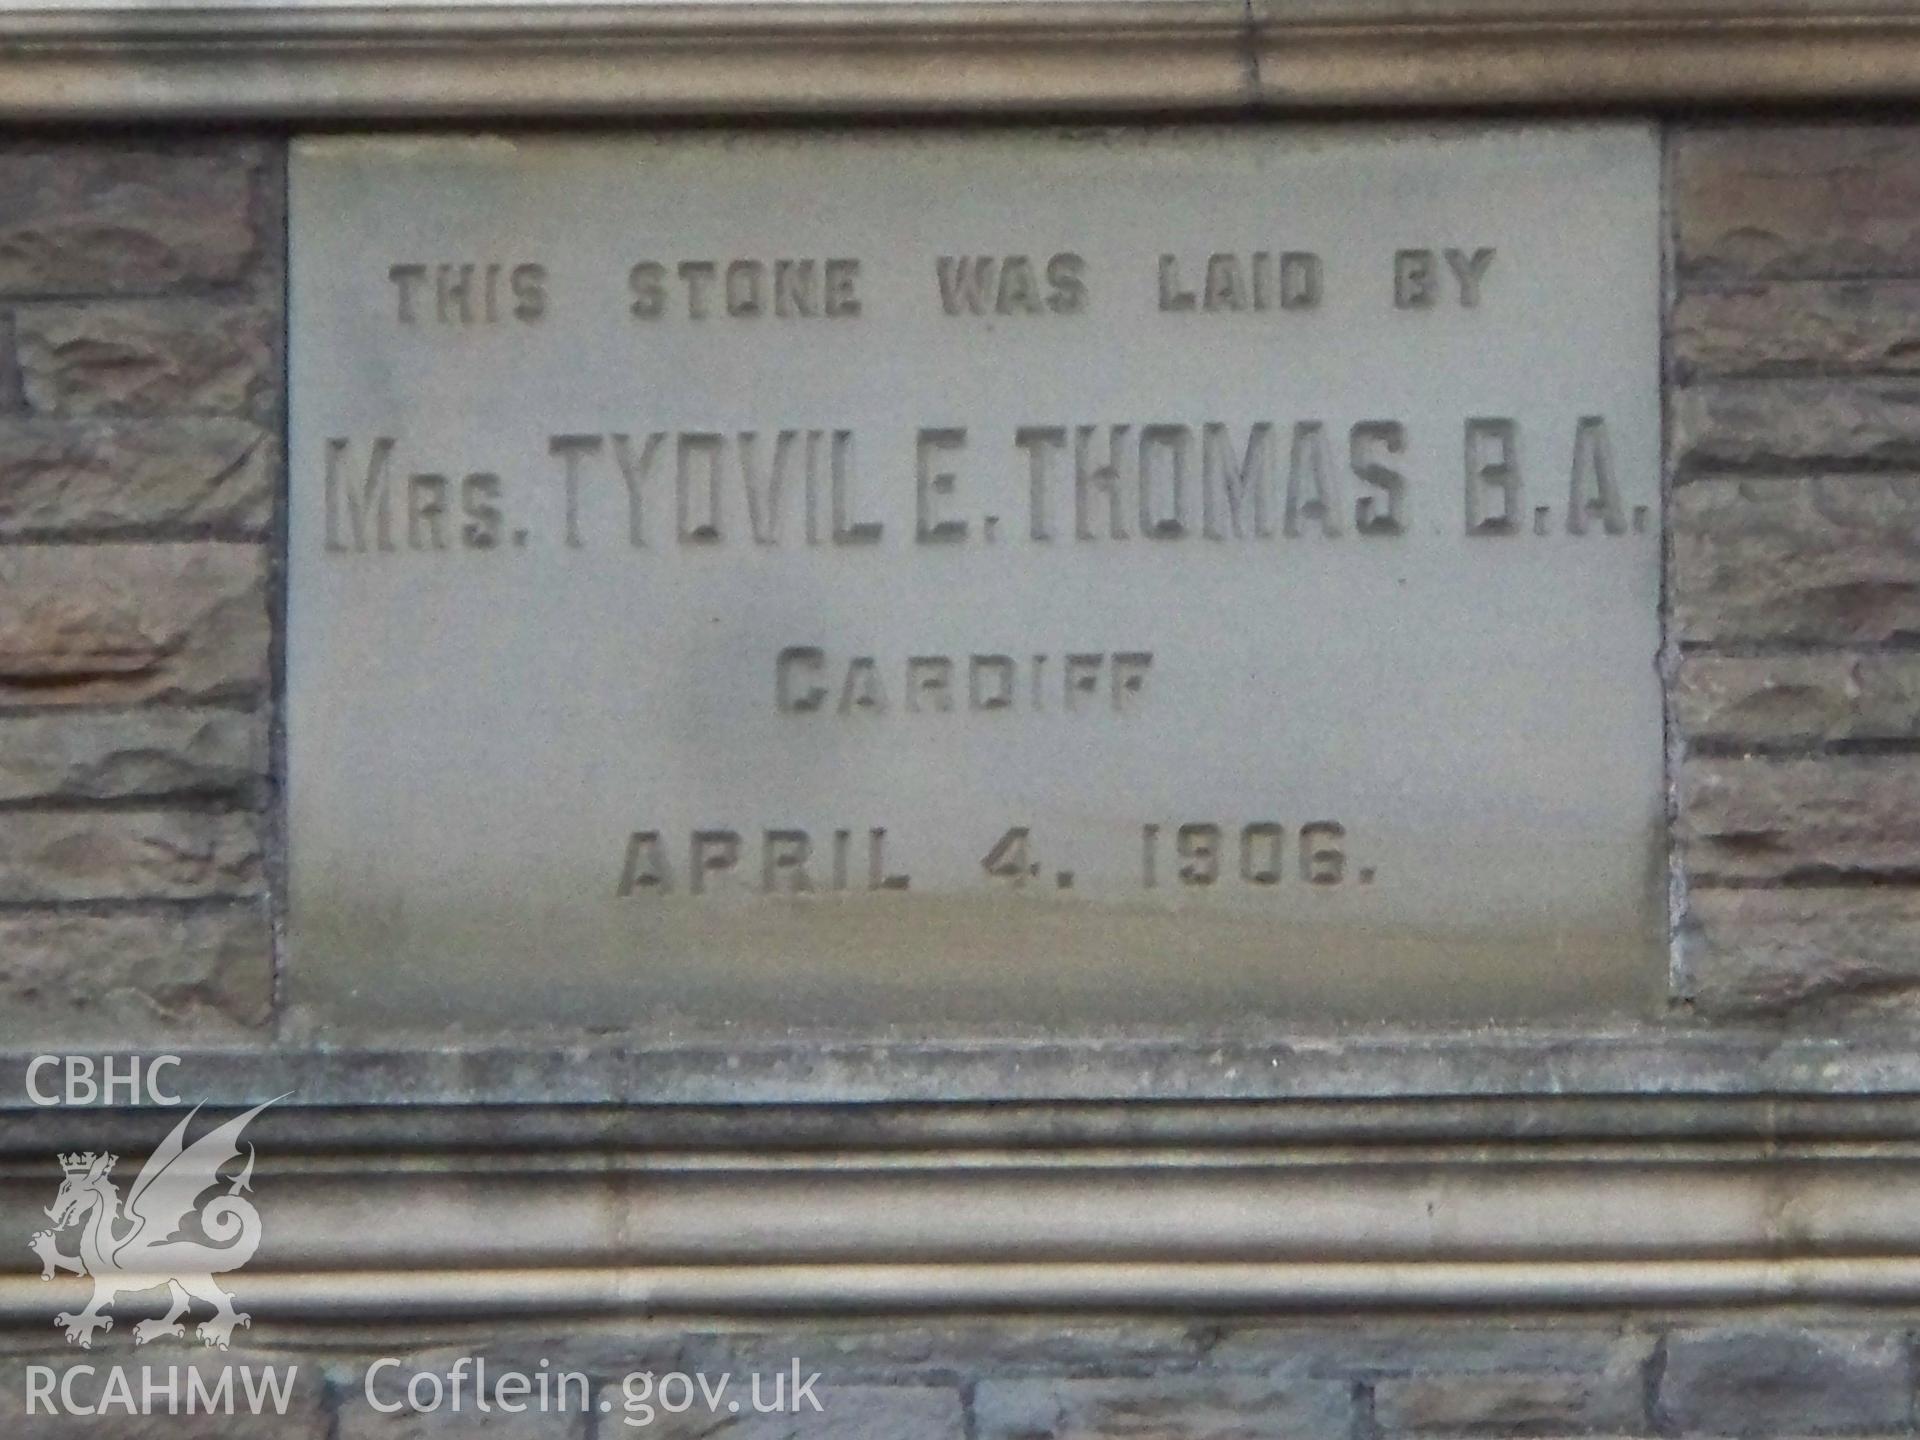 THIS STONE WAS LAID BY
MRS. TYDVIL E. THOMAS B.A.
CARDIFF
APRIL 4. 1906.
CBHC
RCAHMW Coflein.gov.uk